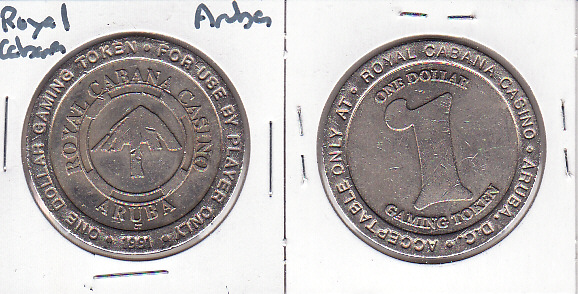 Royal Aruba
Cabana
ONE DOLLAR GAMING TOKEN • FOR USE BY PLAYER ONLY •
ROYAL CABANA CASINO
ARUBA
1991
ACCEPTABLE ONLY AT • ROYAL CABANA CASINO • ARUBA, D.C. •
ONE DOLLAR
1
GAMING TOKEN